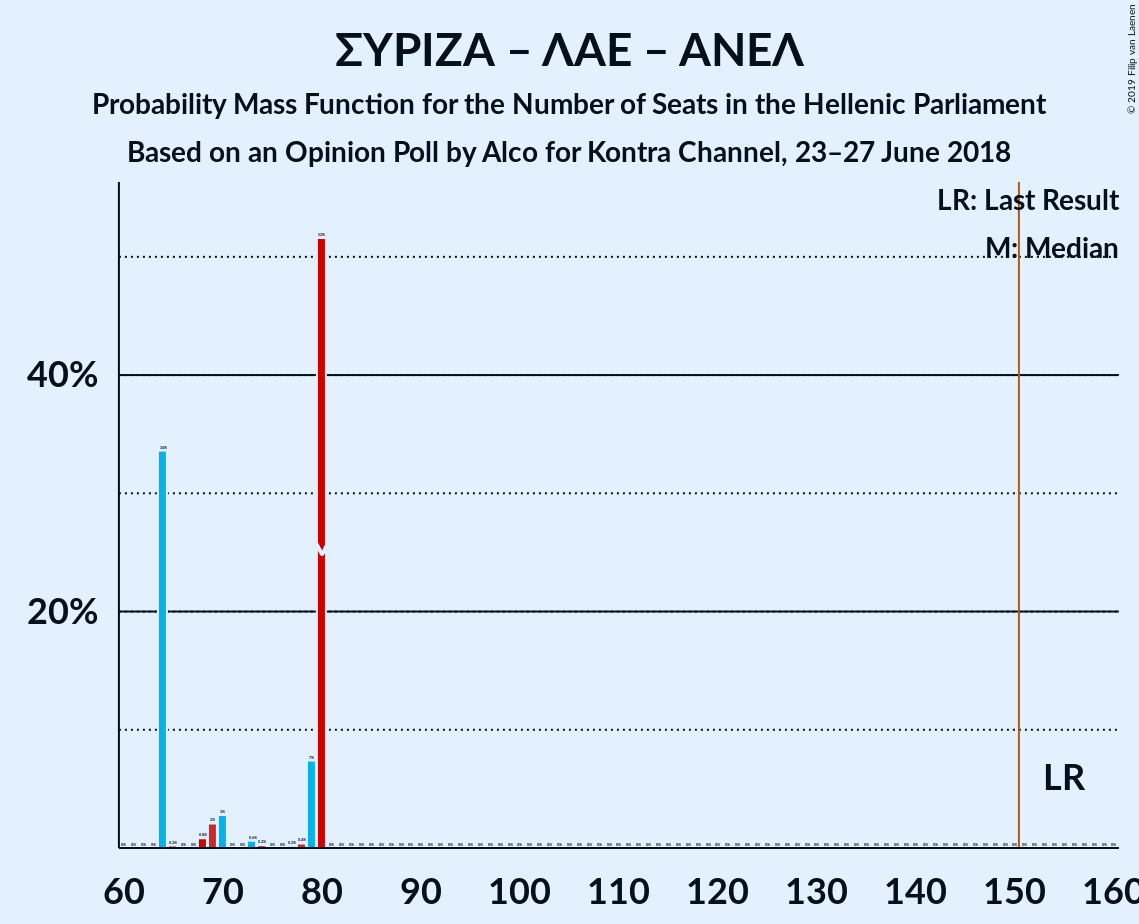 ΣΥΡΙΖΑ – ΛΑΕ – ΑΝΕΛ
Probability Mass Function for the Number of Seats in the Hellenic Parliament
Based on an Opinion Poll by Alco for Kontra Channel, 23–27 June 2018
© 2019 Filip van Laenen
LR: Last Result
M: Median
40%
20%
LR
M
60 70 80 90 100 110 120 130 140 150 160